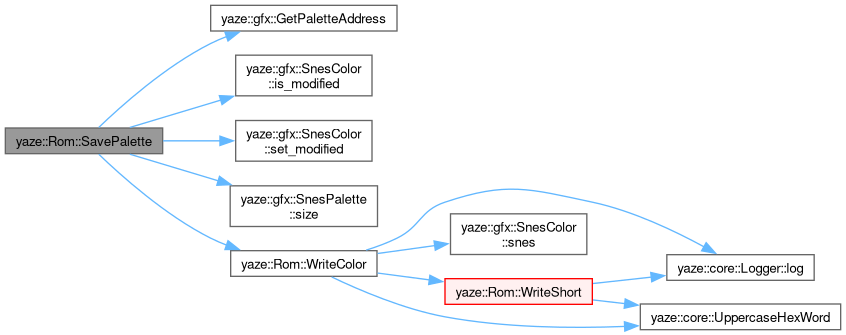 yaze::gfx::GetPaletteAddress
yaze::gfx::SnesColor
::is_modified
yaze::Rom::SavePalette
yaze::gfx::SnesColor
::set_modified
yaze::gfx::SnesPalette
::size
yaze::Rom::WriteColor
yaze::gfx::SnesColor
::snes
yaze::Rom::WriteShort
yaze::core::Logger::log
yaze::core::UppercaseHexWord